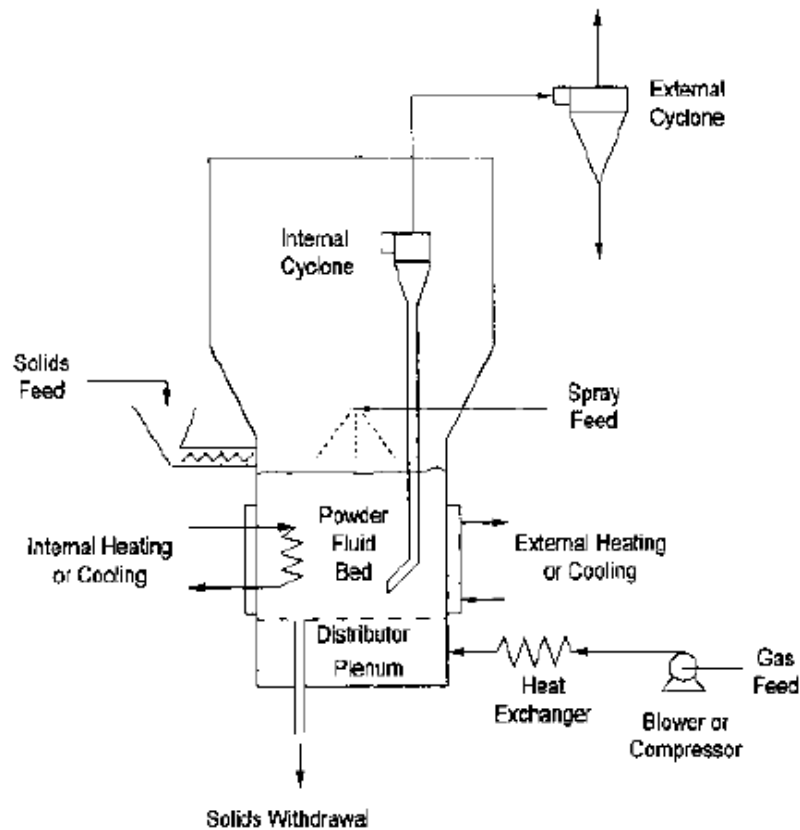 External
Cyclone
Internal
Cyclone
Solids
Feed
Spray
Feed
Powder
Fluid
Bed
Internal Heating
or Cooling
External Heating
or Cooling
Distributor
Plenum
Gas
Feed
Heat
Exchanger
Blower or
Compressor
Solids Withdrawal